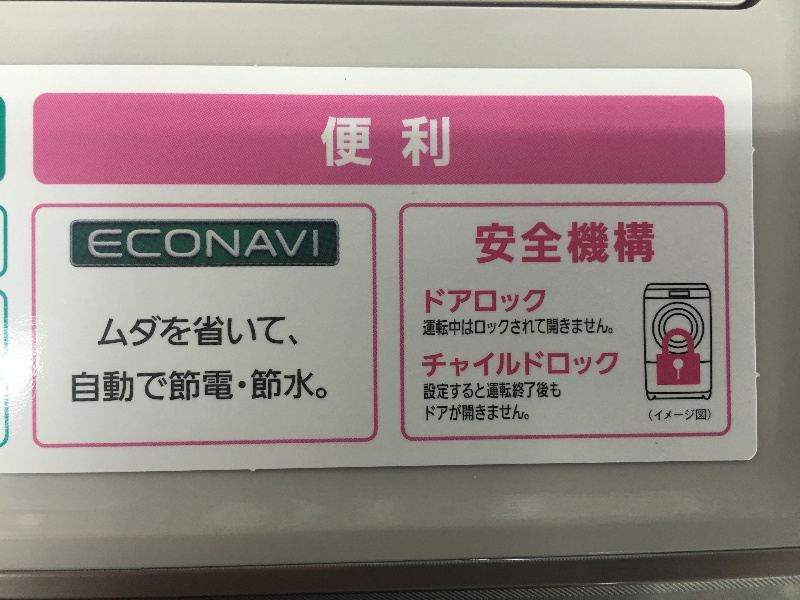 便利
ECONAVI
ムダを省いて、
自動で節電・節水。
安全機構
ドアロック
運転中はロックされて開きません。
チャイルドロック
設定すると運転終了後も
ドアが開きません。
（イメージ図）